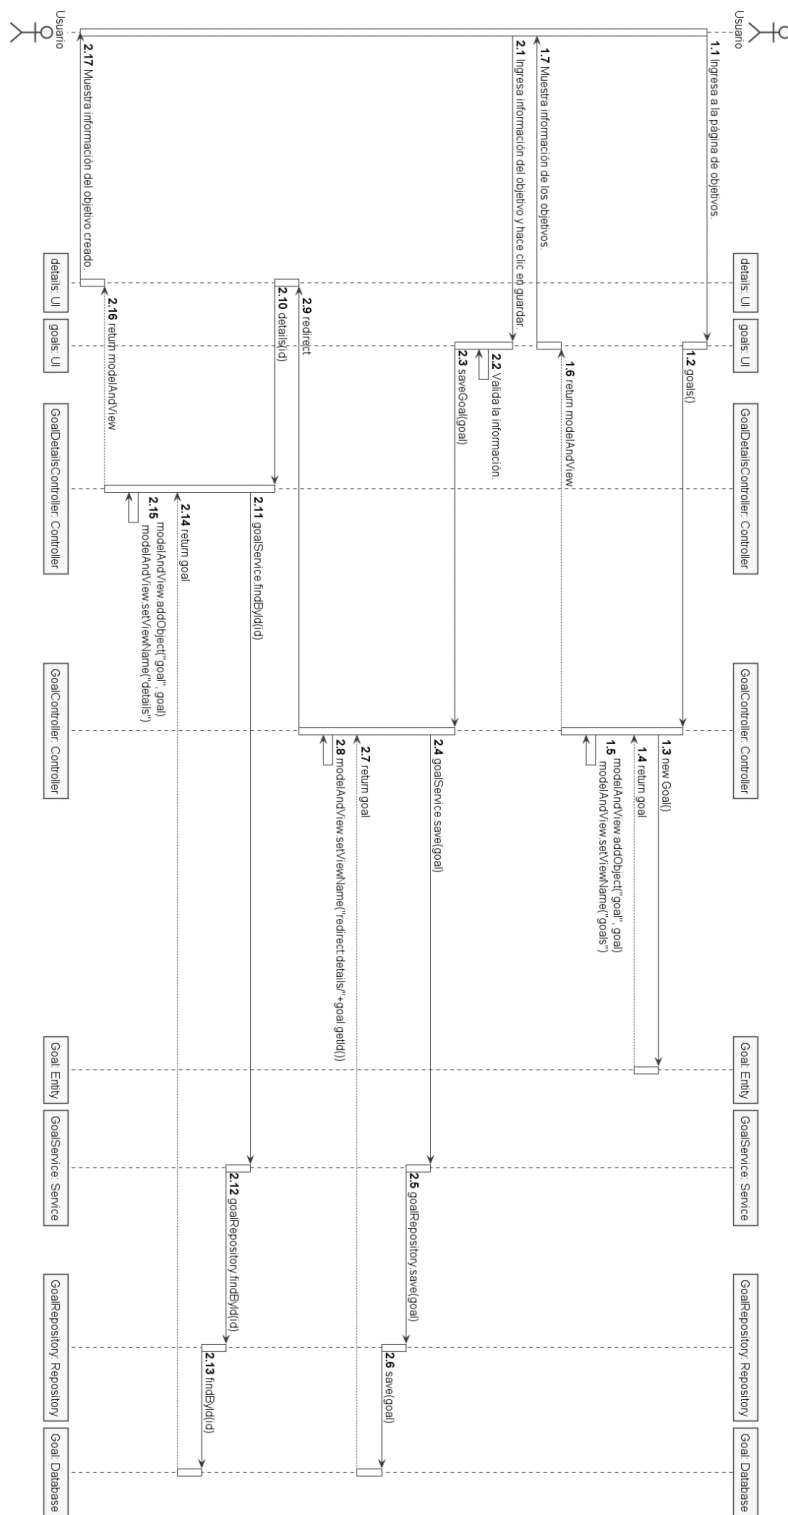 Usuario
details: UI
goals: UI
GoalDetailsController: Controller
GoalController: Controller
Goal: Entity
GoalService: Service
GoalRepository: Repository
Goal: Database
1.1 Ingresa a la página de objetivos.
1.2 goals()
1.3 new Goal()
1.4 return goal
1.5 modelAndView.addObject("goal", goal)
modelAndView.setViewName("goals")
1.6 return modelAndView
1.7 Muestra información de los objetivos.
2.1 Ingresa información del objetivo y hace clic en guardar.
2.2 Valida la información.
2.3 saveGoal(goal)
2.4 goalService.save(goal)
2.5 goalRepository.save(goal)
2.6 save(goal)
2.7 return goal
2.8 modelAndView.setViewName("redirect:details/"+goal.getId())
2.9 redirect
2.10 details(id)
2.11 goalService.findById(id)
2.12 goalRepository.findById(id)
2.13 findById(id)
2.14 return goal
2.15 modelAndView.addObject("goal", goal)
modelAndView.setViewName("details")
2.16 return modelAndView
2.17 Muestra información del objetivo creado.
Usuario
details: UI
goals: UI
GoalDetailsController: Controller
GoalController: Controller
Goal: Entity
GoalService: Service
GoalRepository: Repository
Goal: Database